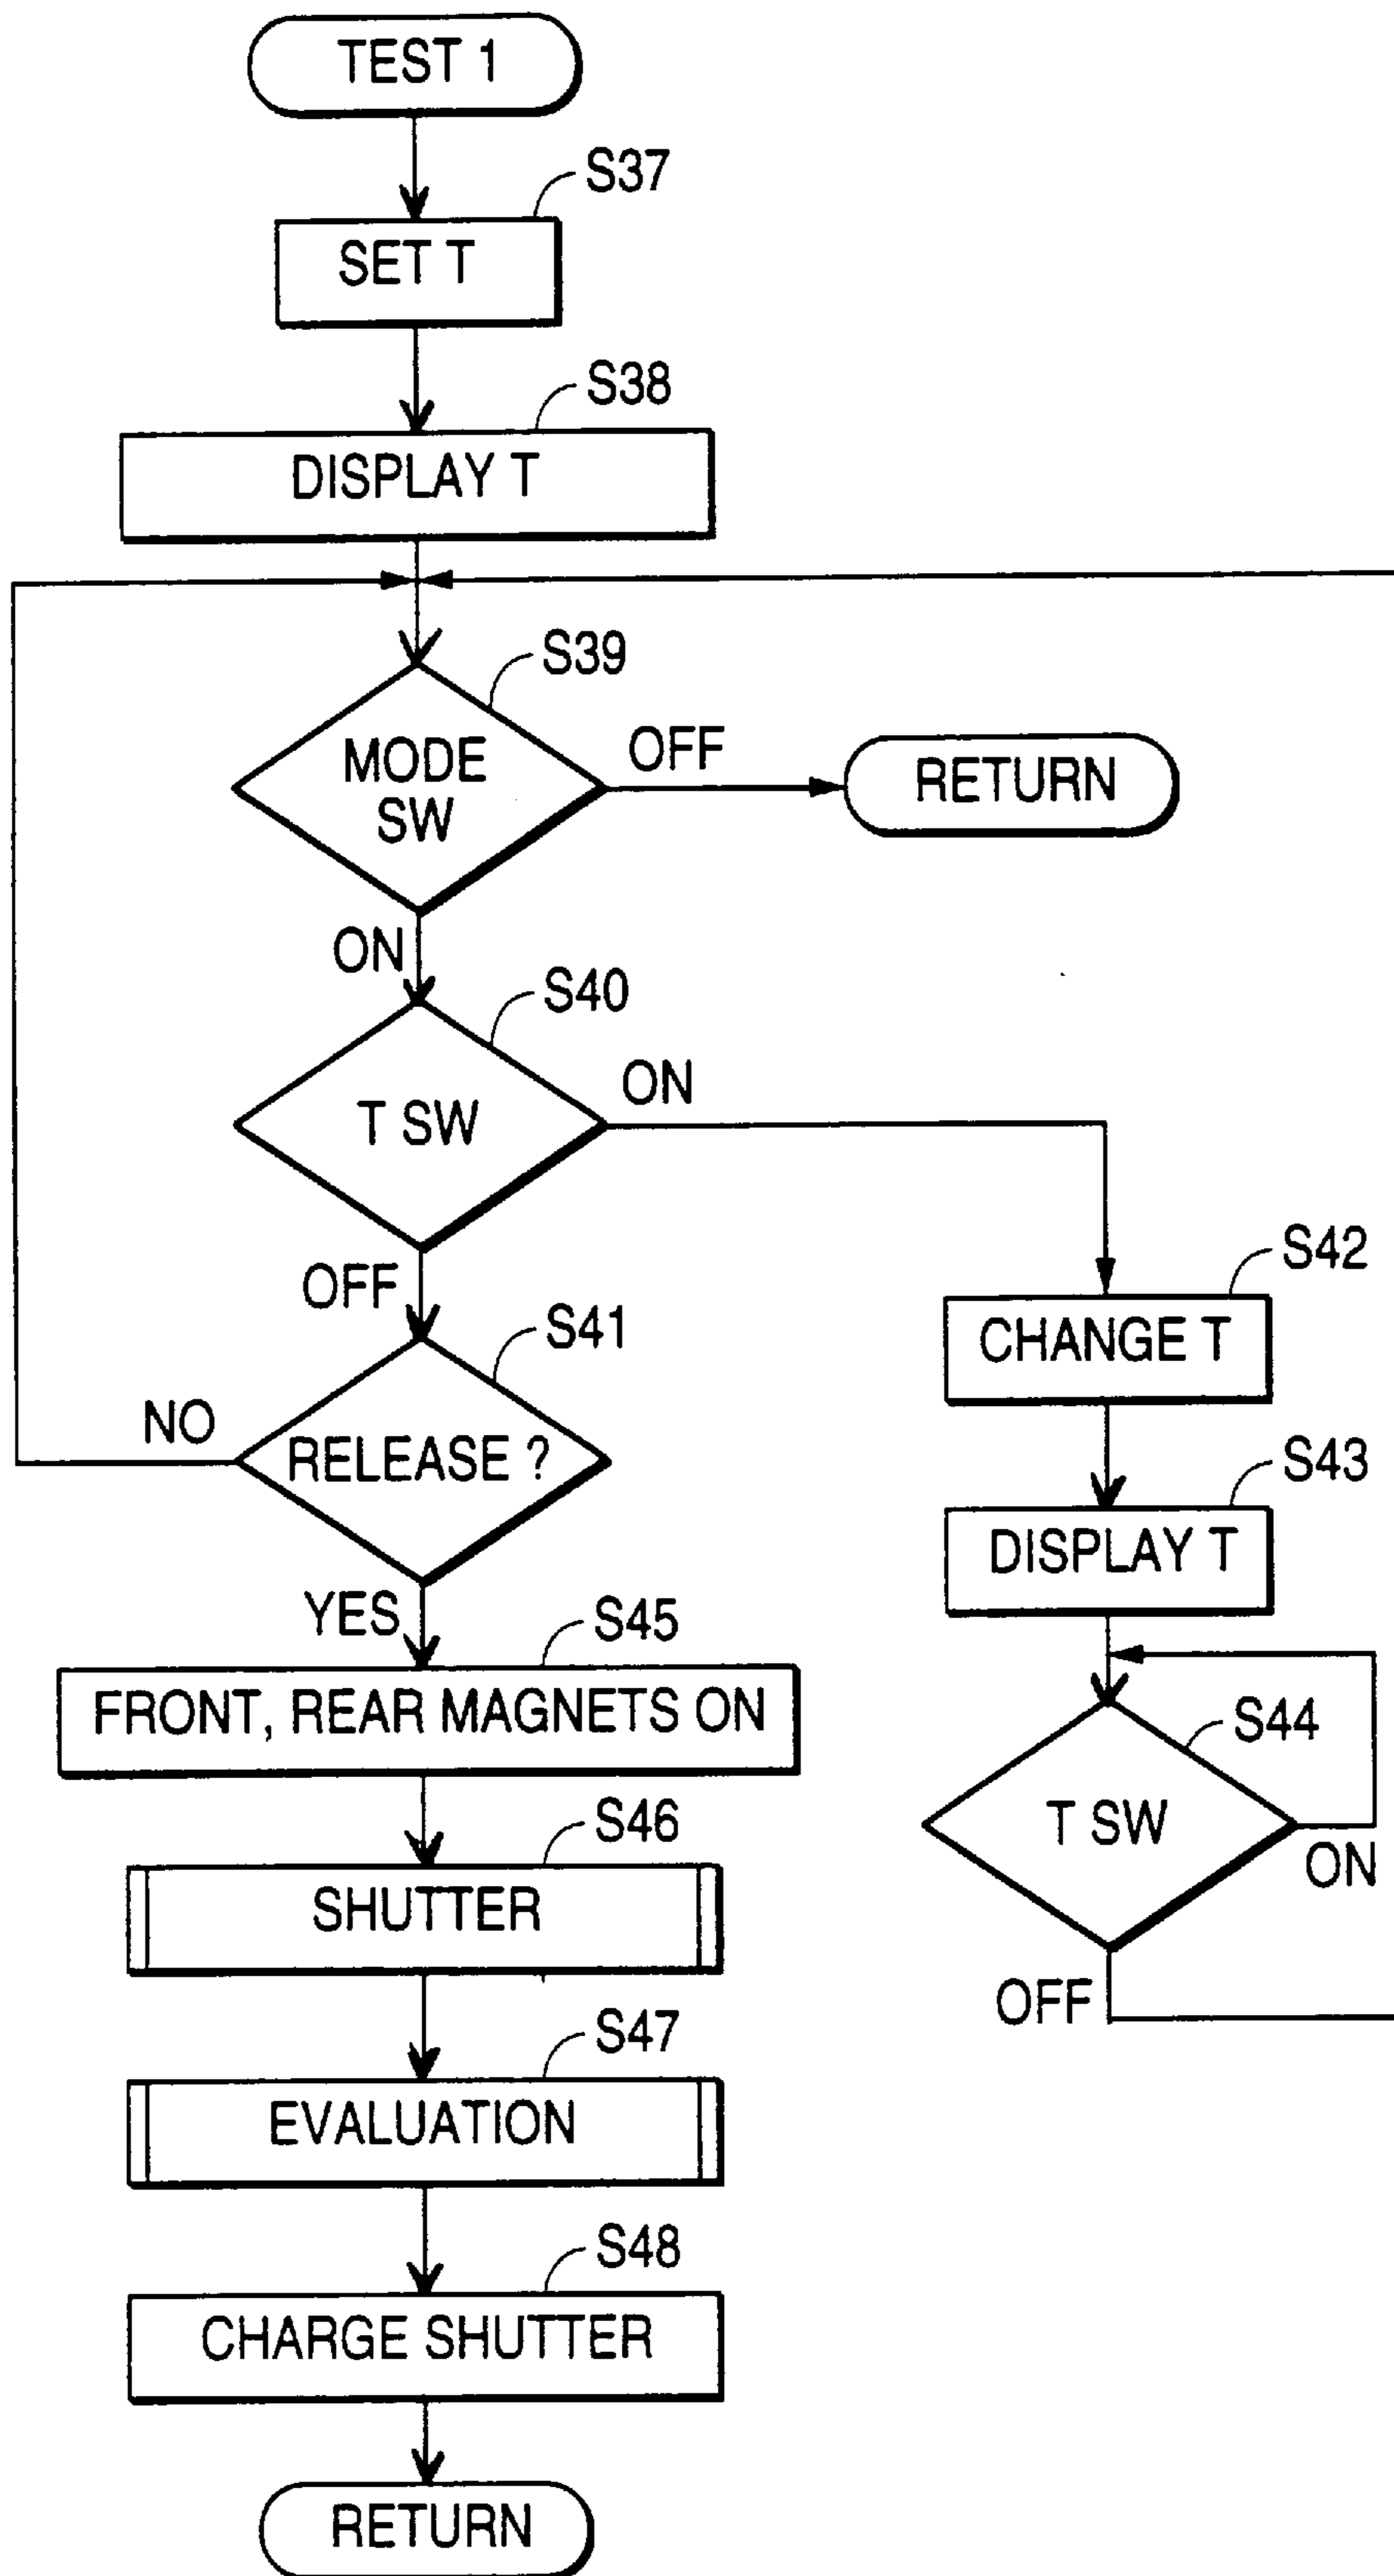 TEST 1
S37
SET T
S38
DISPLAY T
S39
MODE
SW
OFF
RETURN
ON
S40
T SW
ON
OFF
S41
RELEASE ?
NO
YES
S42
CHANGE T
S43
DISPLAY T
S44
T SW
ON
OFF
S45
FRONT, REAR MAGNETS ON
S46
SHUTTER
S47
EVALUATION
S48
CHARGE SHUTTER
RETURN